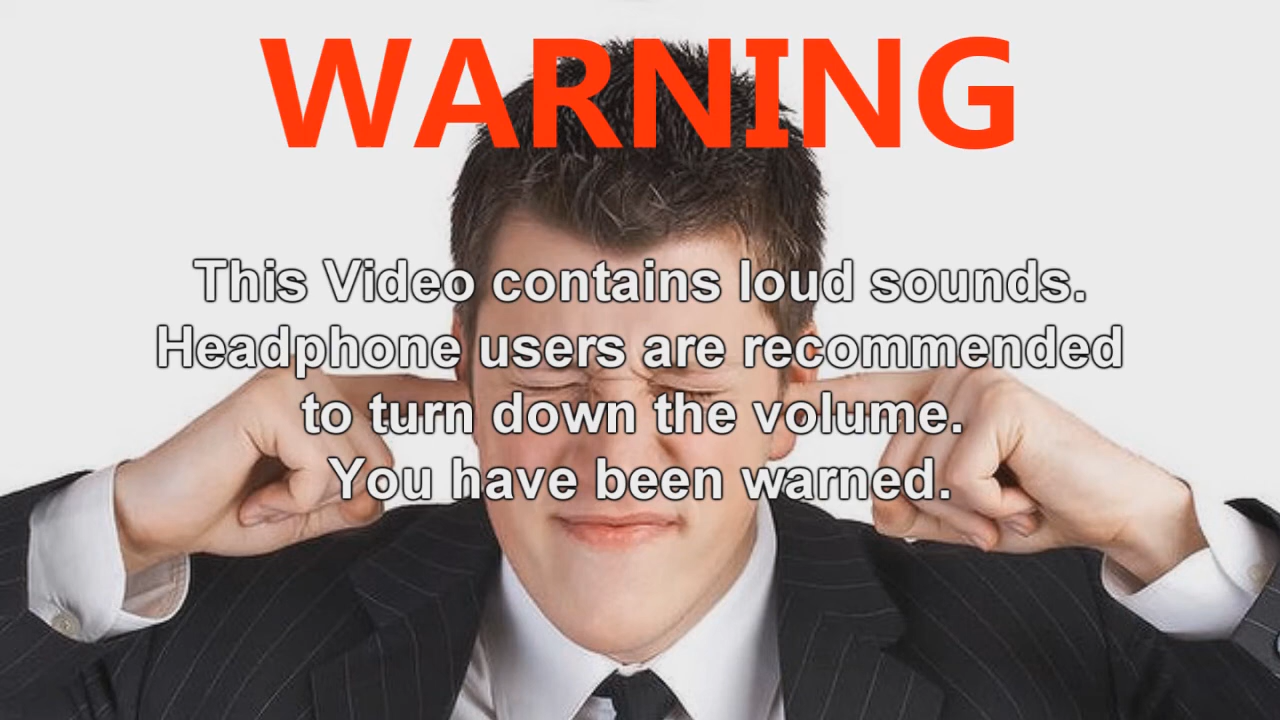 WARNING
This Video contains loud sounds.
Headphone users are recommended
to turn down the volume.
You have been warned.